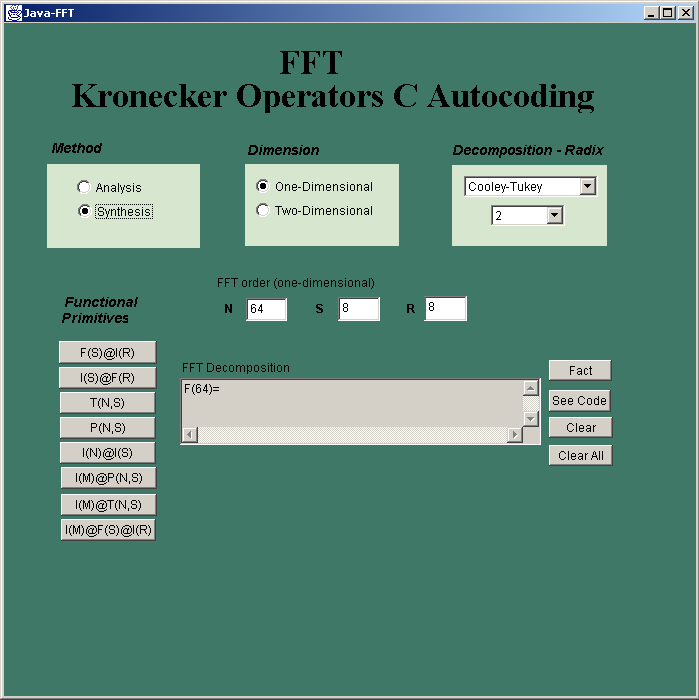 Java-FFT
FFT
Kronecker Operators C Autocoding
Method
Dimension
Decomposition - Radix
Analysis
Synthesis
One-Dimensional
Two-Dimensional
Cooley-Tukey
2
FFT order (one-dimensional)
N 64 S 8 R 8
Functional
Primitives
F(S)@I(R)
I(S)@F(R)
T(N,S)
P(N,S)
I(N)@I(S)
I(M)@P(N,S)
I(M)@T(N,S)
I(M)@F(S)@I(R)
FFT Decomposition
F(64)=
Fact
See Code
Clear
Clear All